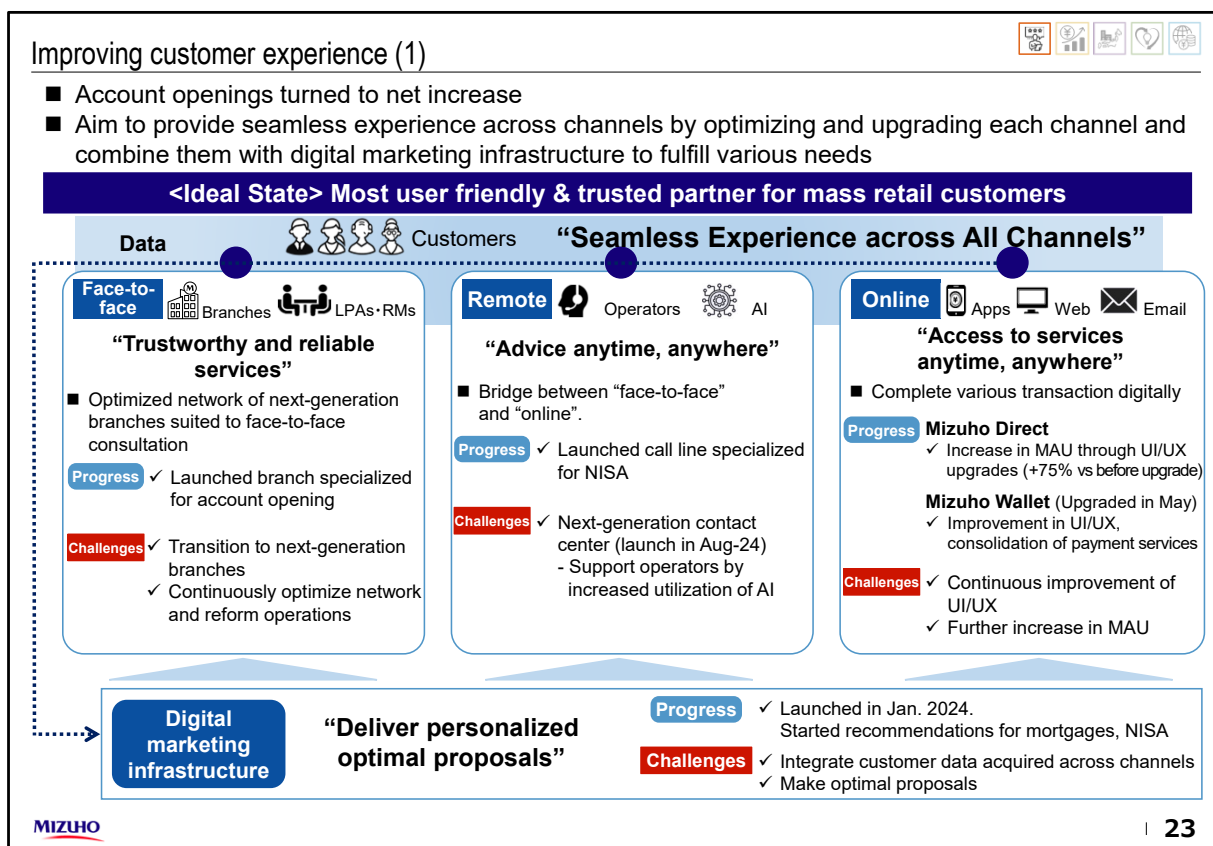 Improving customer experience (1)
■ Account openings turned to net increase
■ Aim to provide seamless experience across channels by optimizing and upgrading each channel and
combine them with digital marketing infrastructure to fulfill various needs
<Ideal State> Most user friendly & trusted partner for mass retail customers
Data
Customers
“Seamless Experience across All Channels”
Face-to-
face
Branches
LPAs･RMs
“Trustworthy and reliable
services”
■ Optimized network of next-generation
branches suited to face-to-face
consultation
Progress
✓ Launched branch specialized
for account opening
Challenges
✓ Transition to next-generation
branches
✓ Continuously optimize network
and reform operations
Remote
Operators
AI
“Advice anytime, anywhere”
■ Bridge between “face-to-face”
and “online”.
Progress
✓ Launched call line specialized
for NISA
Challenges
✓ Next-generation contact
center (launch in Aug-24)
- Support operators by
increased utilization of AI
Online
Apps
Web
Email
“Access to services
anytime, anywhere”
■ Complete various transaction digitally
Progress
Mizuho Direct
✓ Increase in MAU through UI/UX
upgrades (+75% vs before upgrade)
Mizuho Wallet (Upgraded in May)
✓ Improvement in UI/UX,
consolidation of payment services
Challenges
✓ Continuous improvement of
UI/UX
✓ Further increase in MAU
Digital
marketing
infrastructure
“Deliver personalized
optimal proposals”
Progress
✓ Launched in Jan. 2024.
Started recommendations for mortgages, NISA
Challenges
✓ Integrate customer data acquired across channels
✓ Make optimal proposals
MIZUHO
23